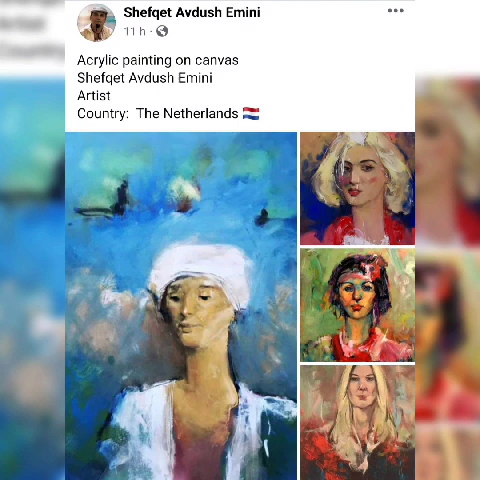 Shefqet Avdush Emini
11 h ·
Acrylic painting on canvas
Shefqet Avdush Emini
Artist
Country: The Netherlands 🇳🇱